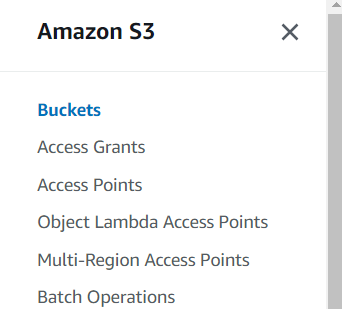 Amazon S3
Buckets
Access Grants
Access Points
Object Lambda Access Points
Multi-Region Access Points
Batch Operations